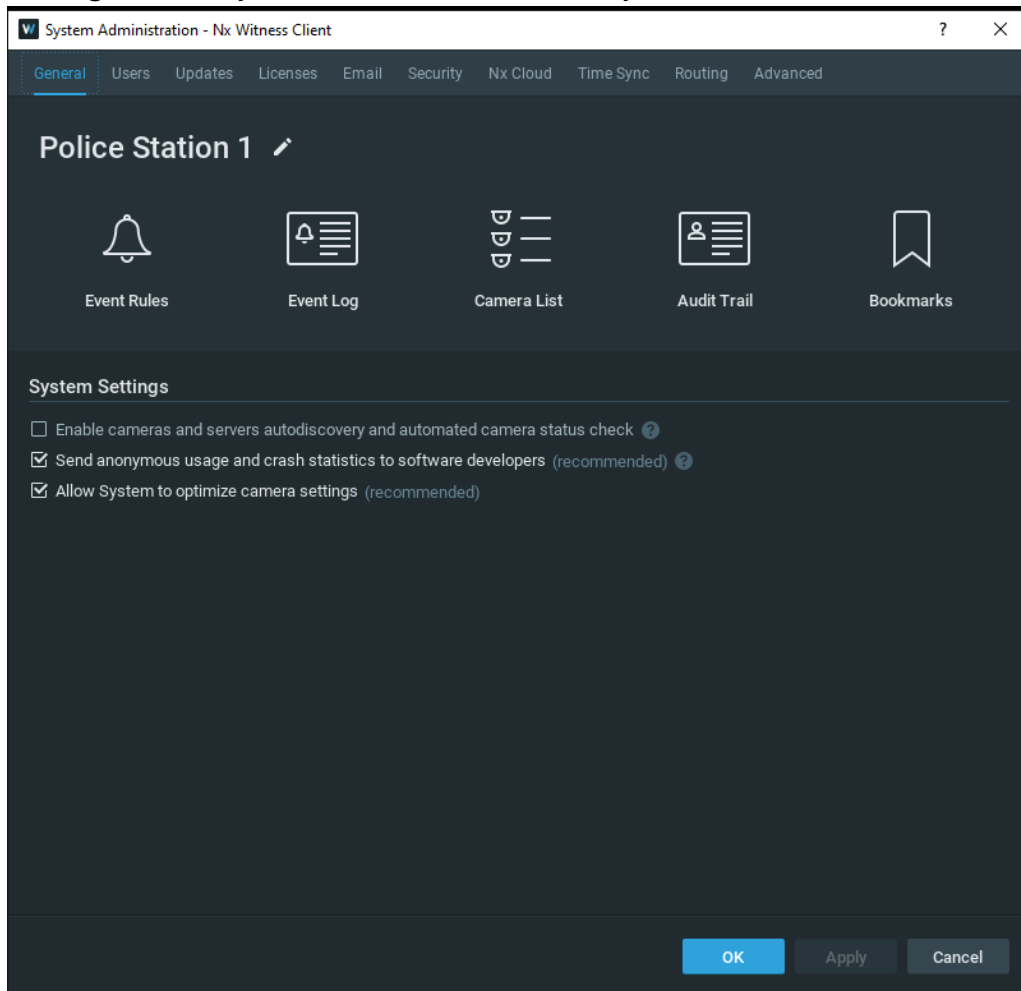 System Administration - Nx Witness Client ?
General Users Updates Licenses Email Security Nx Cloud Time Sync Routing Advanced
Police Station 1
Event Rules Event Log Camera List Audit Trail Bookmarks
System Settings
Enable cameras and servers autodiscovery and automated camera status check ?
Send anonymous usage and crash statistics to software developers (recommended) ?
Allow System to optimize camera settings (recommended)
OK Apply Cancel